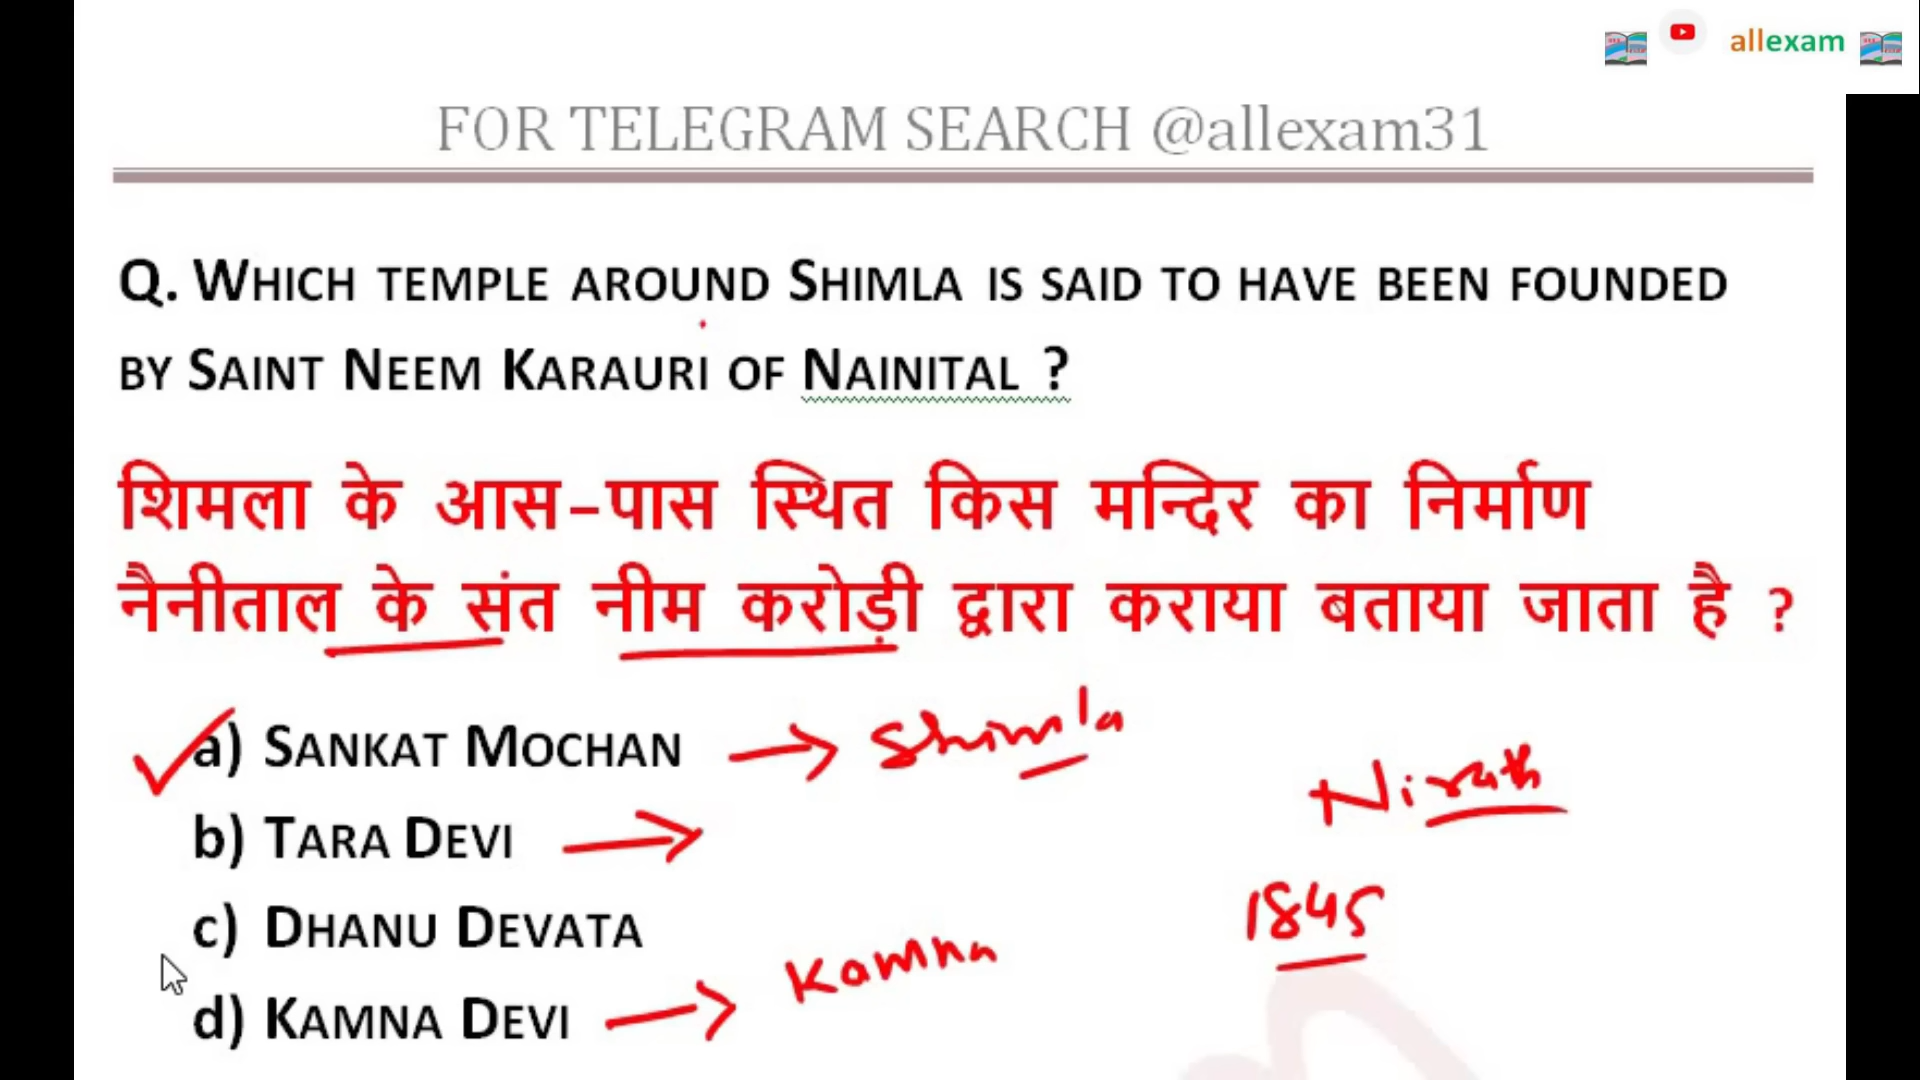 allexam
FOR TELEGRAM SEARCH @allexam31
Q. WHICH TEMPLE AROUND SHIMLA IS SAID TO HAVE BEEN FOUNDED
BY SAINT NEEM KARAURI OF NAINITAL ?
शिमला के आस-पास स्थित किस मन्दिर का निर्माण
नैनीताल के संत नीम करोड़ी द्वारा कराया बताया जाता है ?
a) SANKAT MOCHAN → Shimla
Nirath
b) TARA DEVI →
c) DHANU DEVATA
1845
d) KAMNA DEVI → Kamna